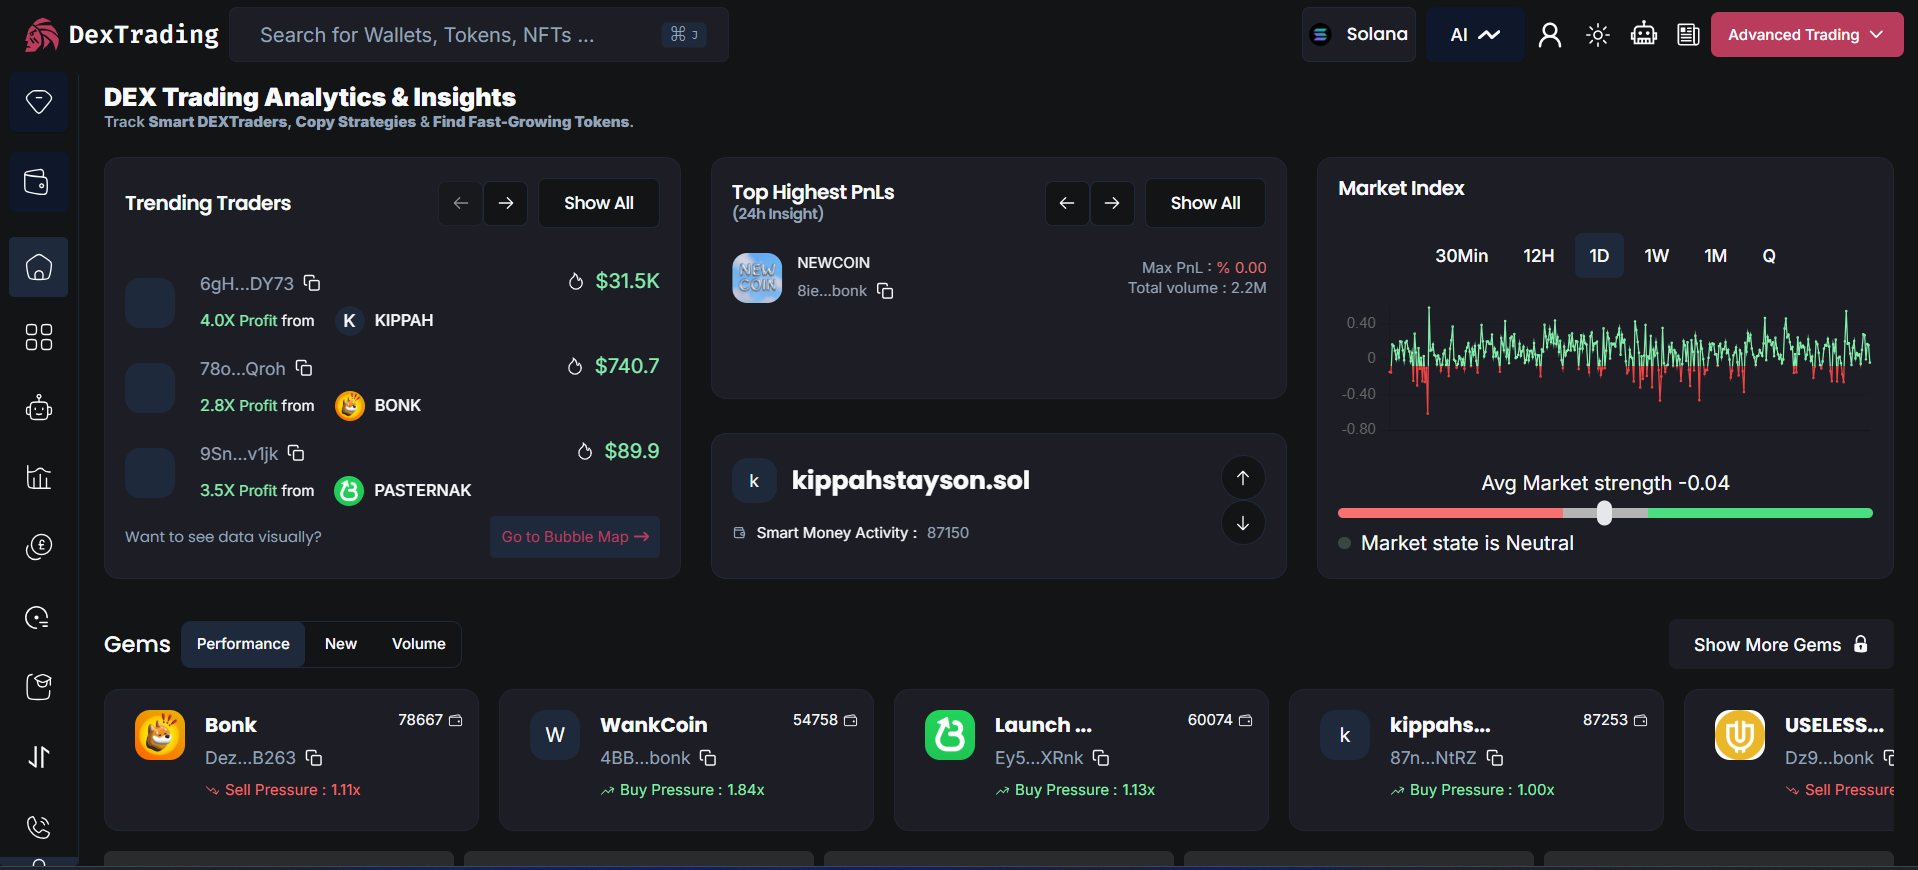 DexTrading
Search for Wallets, Tokens, NFTs ...
⌘ J
Solana
AI
Advanced Trading
DEX Trading Analytics & Insights
Track Smart DEXTraders, Copy Strategies & Find Fast-Growing Tokens.
Trending Traders
Show All
6gH...DY73
$31.5K
4.0X Profit from
K
KIPPAH
78o...Qroh
$740.7
2.8X Profit from
BONK
9Sn...v1jk
$89.9
3.5X Profit from
PASTERNAK
Want to see data visually?
Go to Bubble Map →
Top Highest PnLs
(24h Insight)
Show All
NEW COIN
NEWCOIN
8ie...bonk
Max PnL : % 0.00
Total volume : 2.2M
k
kippahstayson.sol
Smart Money Activity : 87150
Market Index
30Min
12H
1D
1W
1M
Q
0.40
0
-0.40
-0.80
Avg Market strength -0.04
Market state is Neutral
Gems
Performance
New
Volume
Show More Gems
Bonk
78667
Dez...B263
Sell Pressure : 1.11x
W
WankCoin
54758
4BB...bonk
Buy Pressure : 1.84x
Launch ...
60074
Ey5...XRnk
Buy Pressure : 1.13x
k
kippahs...
87253
87n...NtRZ
Buy Pressure : 1.00x
USELESS...
Dz9...bonk
Sell Pressure